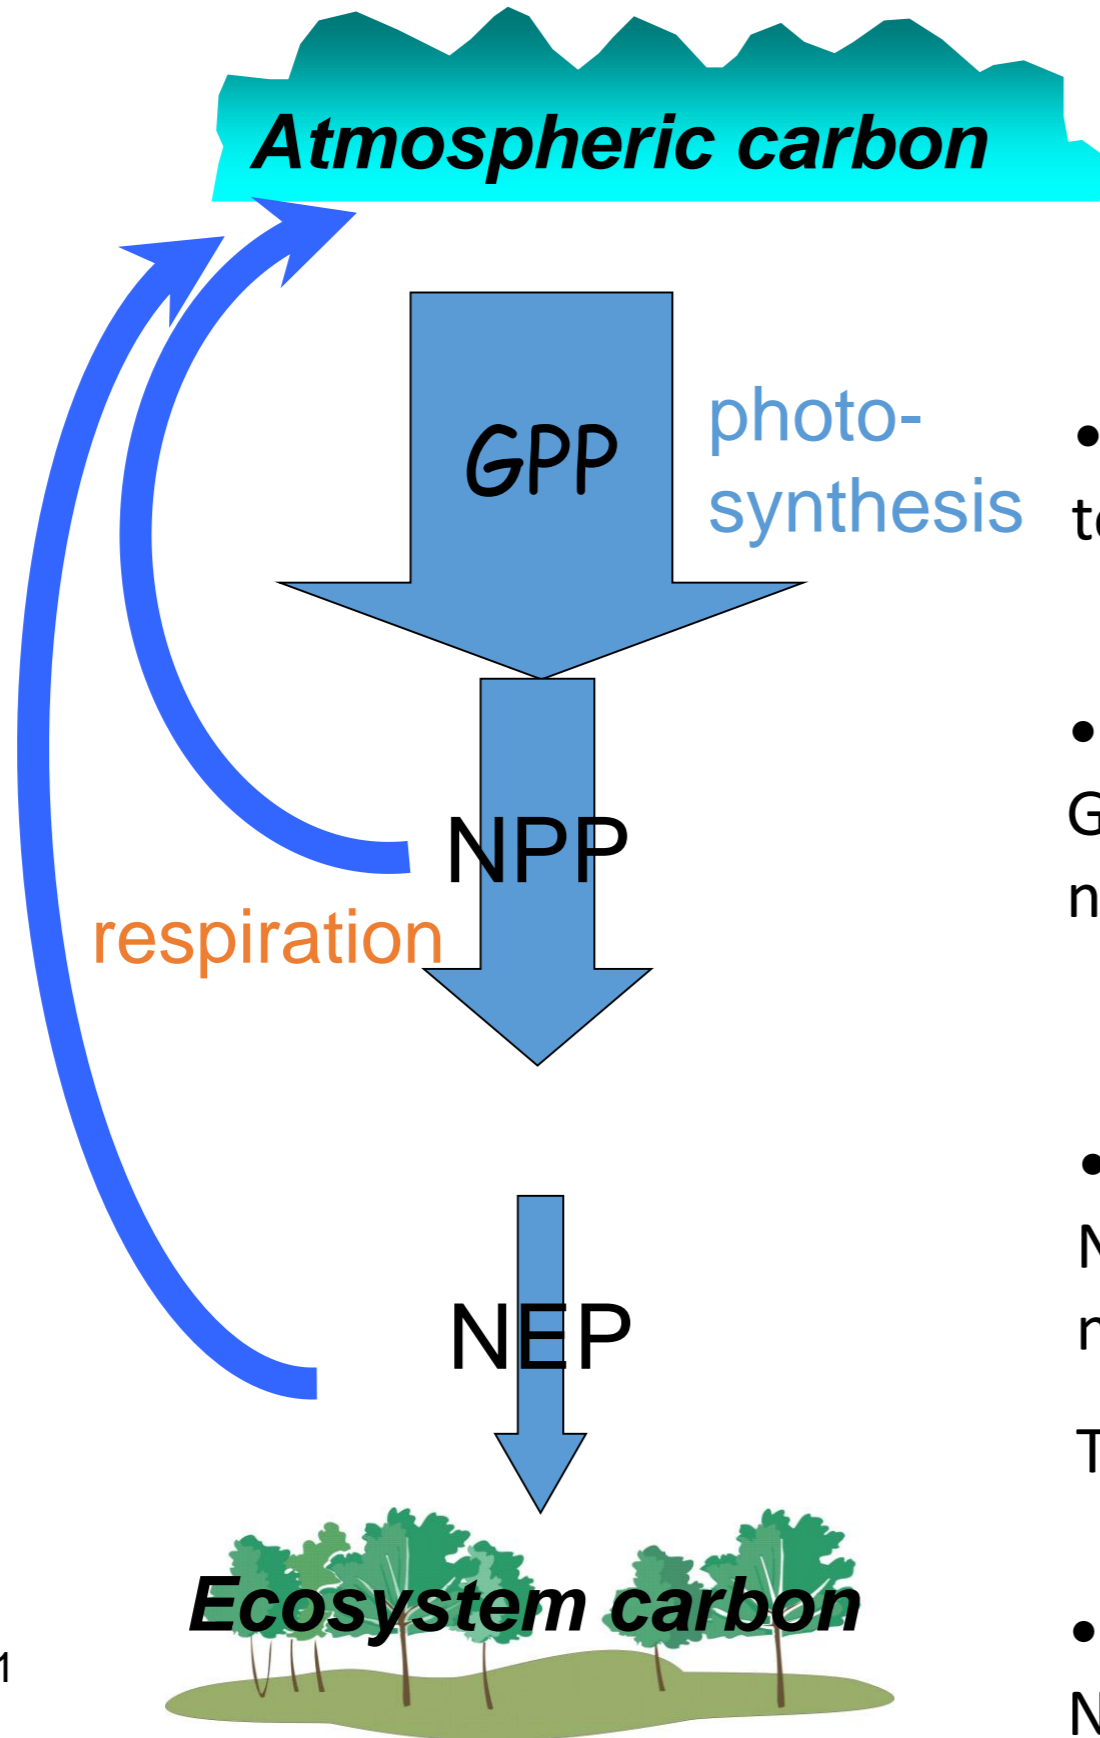 Atmospheric carbon
GPP
photo-
synthesis
NPP
respiration
NEP
Ecosystem carbon